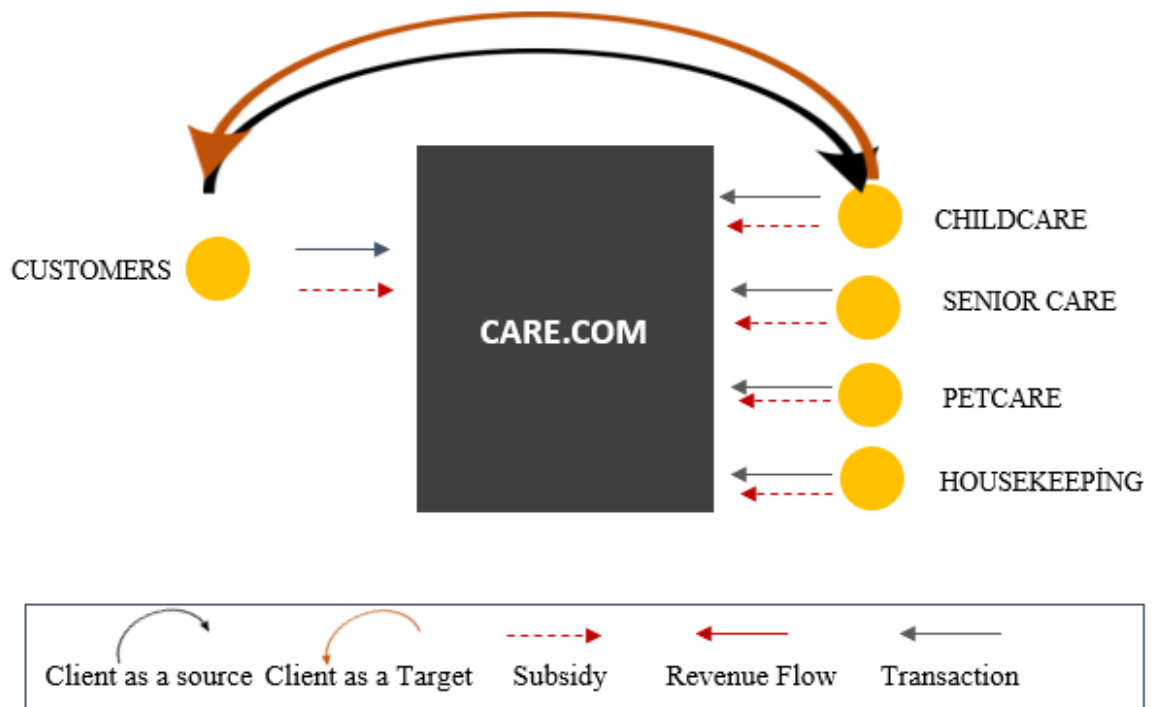 CUSTOMERS
CARE.COM
CHILDCARE
SENIOR CARE
PETCARE
HOUSEKEEPİNG
Client as a source
Client as a Target
Subsidy
Revenue Flow
Transaction